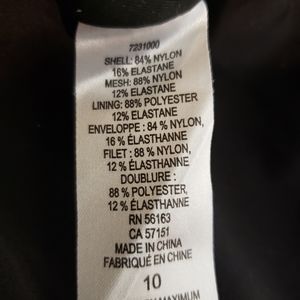 7231000
SHELL: 84% NYLON
16% ELASTANE
MESH: 88% NYLON
12% ELASTANE
LINING: 88% POLYESTER
12% ELASTANE
ENVELOPPE : 84 % NYLON,
16 % ÉLASTHANNE
FILET : 88 % NYLON,
12 % ÉLASTHANNE
DOUBLURE :
88 % POLYESTER,
12 % ÉLASTHANNE
RN 56163
CA 57151
MADE IN CHINA
FABRIQUÉ EN CHINE
10
MAXIMUM